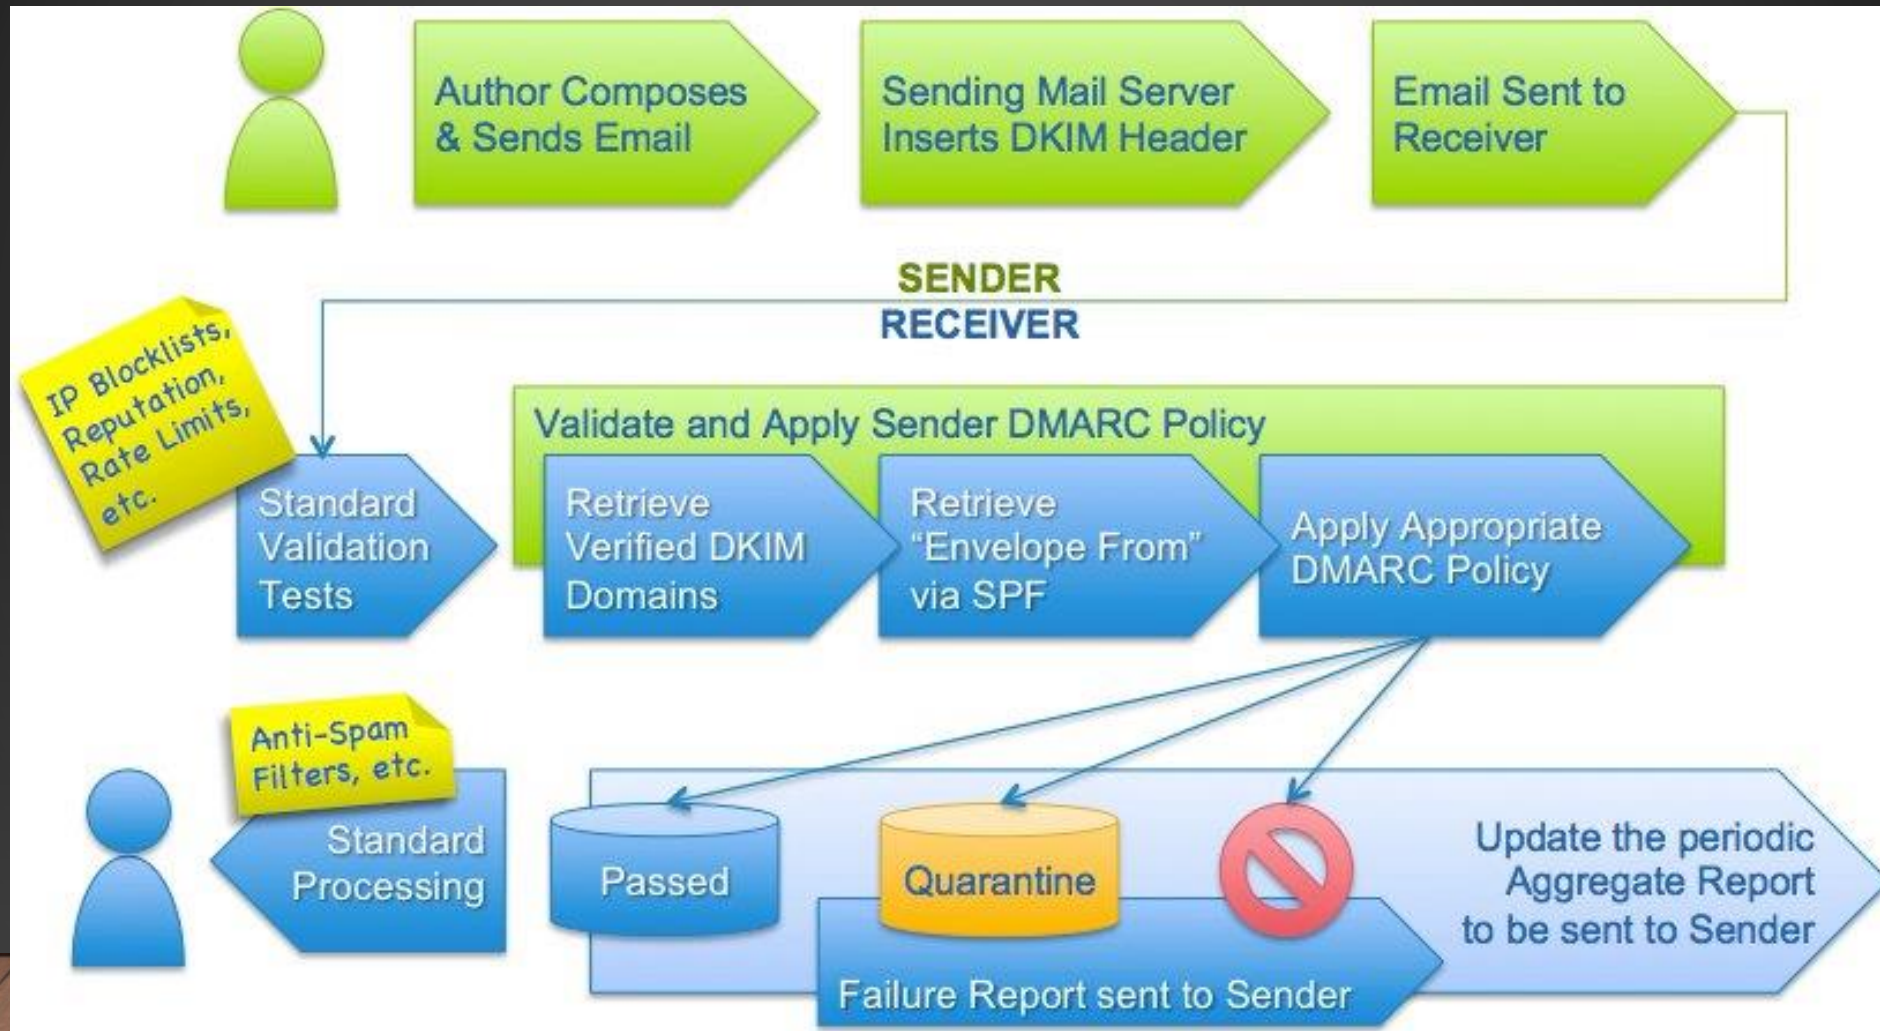 Author Composes
& Sends Email
Sending Mail Server
Inserts DKIM Header
Email Sent to
Receiver
SENDER
RECEIVER
IP Blocklists,
Reputation,
Rate Limits,
etc.
Validate and Apply Sender DMARC Policy
Standard
Validation
Tests
Retrieve
Verified DKIM
Domains
Retrieve
“Envelope From”
via SPF
Apply Appropriate
DMARC Policy
Anti-Spam
Filters, etc.
Standard
Processing
Passed
Quarantine
Update the periodic
Aggregate Report
to be sent to Sender
Failure Report sent to Sender